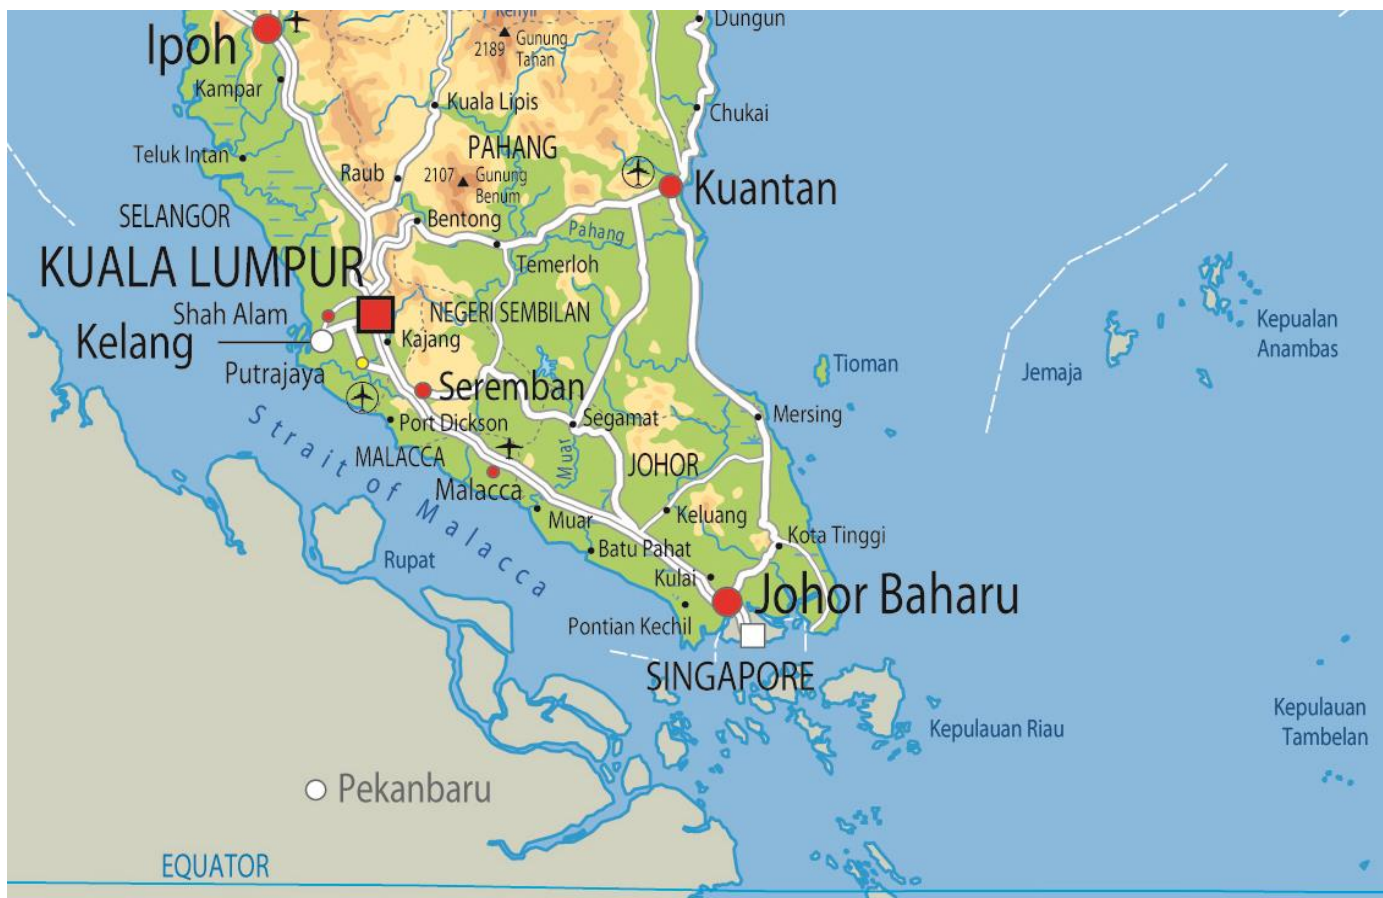 Kenyir
Dungun
Ipoh
2189
Gunung
Tahan
Kampar
Kuala Lipis
Chukai
Teluk Intan
PAHANG
Raub
2107
Gunung
Benum
Kuantan
SELANGOR
Bentong
Pahang
Temerloh
KUALA LUMPUR
Shah Alam
NEGERI SEMBILAN
Kepualan
Anambas
Kelang
Kajang
Putrajaya
Tioman
Jemaja
Seremban
Port Dickson
Segamat
Mersing
Strait of Malacca
MALACCA
Muar
JOHOR
Malacca
Muar
Keluang
Kota Tinggi
Batu Pahat
Rupat
Kulai
Johor Baharu
Pontian Kechil
SINGAPORE
Kepulauan Riau
Kepulauan
Tambelan
Pekanbaru
EQUATOR